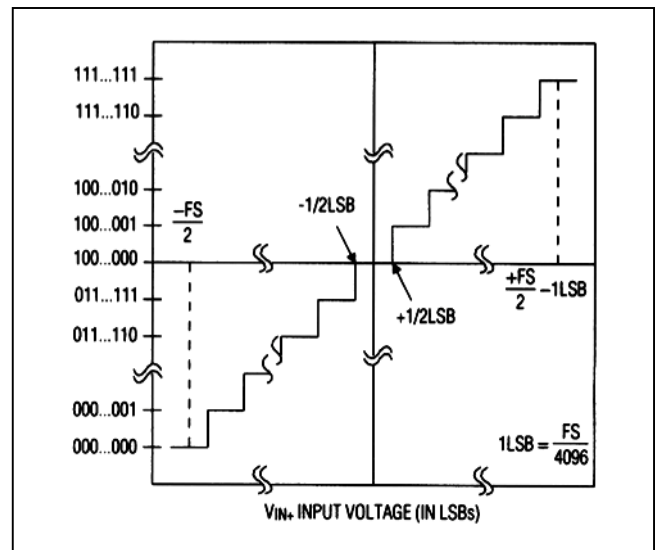 111...111
111...110
100...010
100...001
100...000
011...111
011...110
000...001
000...000
–FS
2
-1/2LSB
+1/2LSB
+FS
2
–1LSB
1LSB = FS
4096
VIN+ INPUT VOLTAGE (IN LSBs)